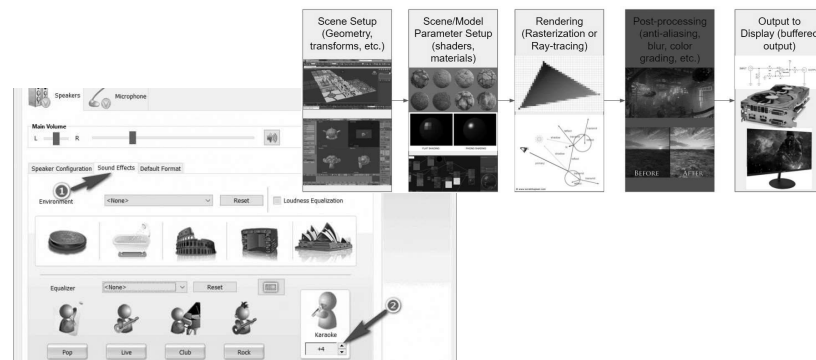 Scene Setup
(Geometry,
transforms, etc.)
Scene/Model
Parameter Setup
(shaders,
materials)
Rendering
(Rasterization or
Ray-tracing)
Post-processing
(anti-aliasing,
blur, color
grading, etc.)
Output to
Display (buffered
output)
BEFORE AFTER
Speakers
Microphone
Main Volume
L R
Speaker Configuration Sound Effects Default Format
1
Environment <None> Reset Loudness Equalization
Equalizer <None> Reset
2
Karaoke
+4
Pop Live Club Rock